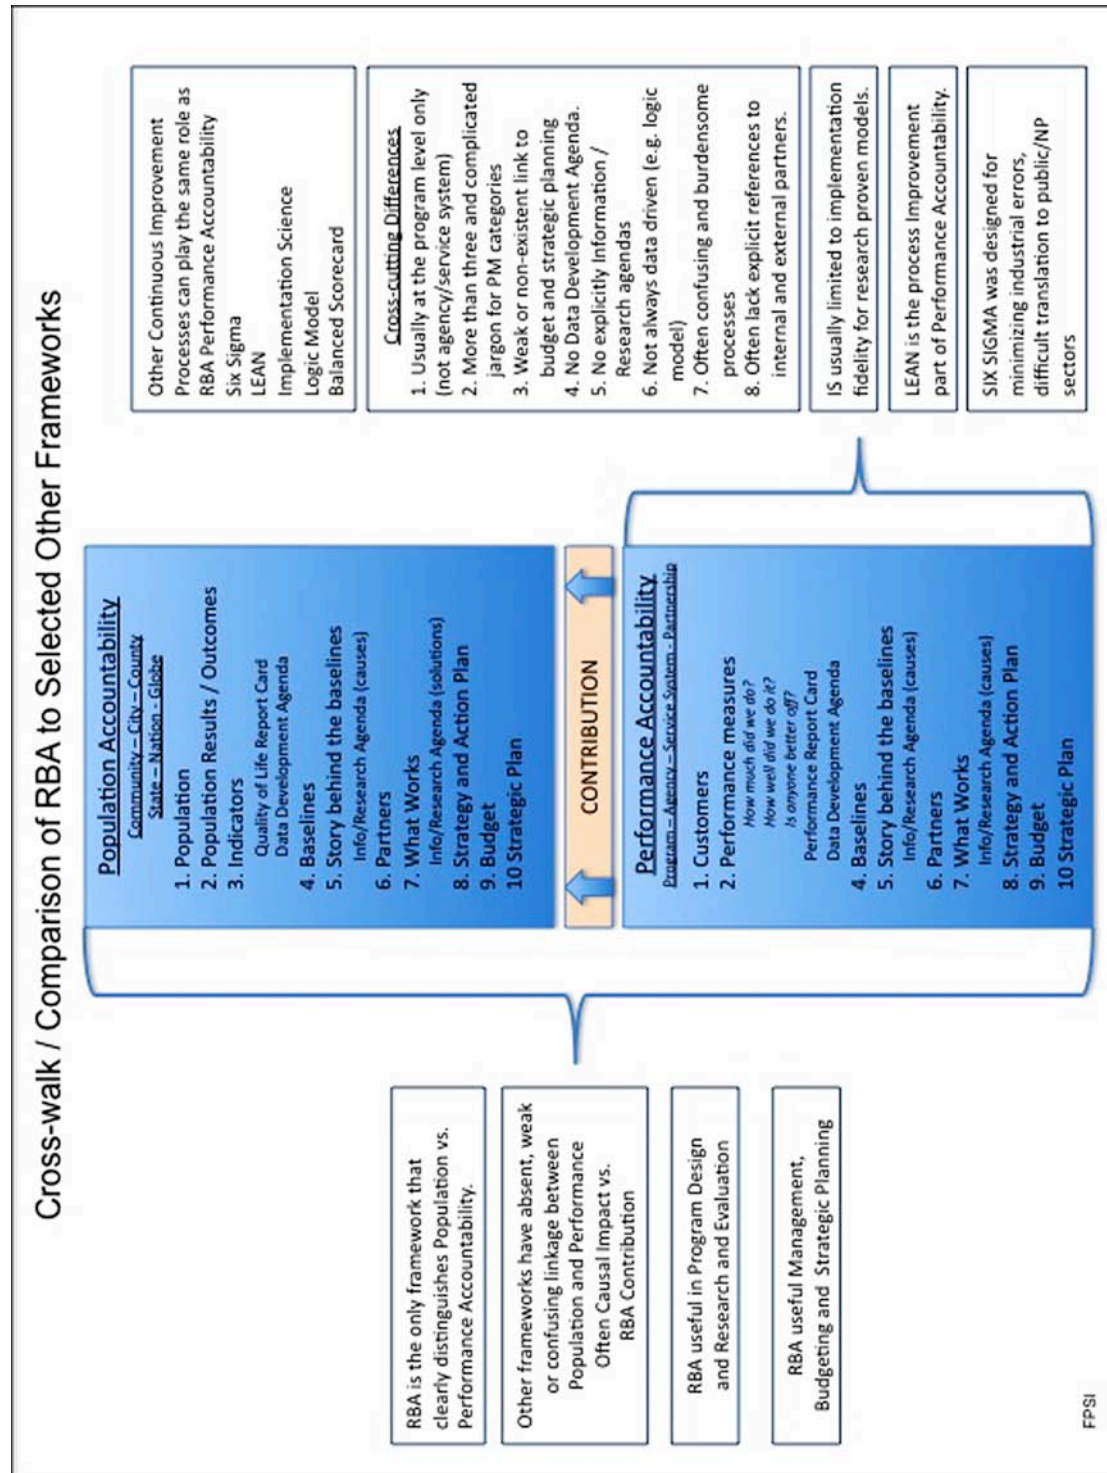 Cross-walk / Comparison of RBA to Selected Other Frameworks
RBA is the only framework that
clearly distinguishes Population vs.
Performance Accountability.
Other frameworks have absent, weak
or confusing linkage between
Population and Performance
Often Causal Impact vs.
RBA Contribution
RBA useful in Program Design
and Research and Evaluation
RBA useful Management,
Budgeting and Strategic Planning
Population Accountability
Community – City – County
State – Nation - Globe
1. Population
2. Population Results / Outcomes
3. Indicators
Quality of Life Report Card
Data Development Agenda
4. Baselines
5. Story behind the baselines
Info/Research Agenda (causes)
6. Partners
7. What Works
Info/Research Agenda (solutions)
8. Strategy and Action Plan
9. Budget
10 Strategic Plan
CONTRIBUTION
Performance Accountability
Program – Agency – Service System - Partnership
1. Customers
2. Performance measures
How much did we do?
How well did we do it?
Is anyone better off?
Performance Report Card
Data Development Agenda
4. Baselines
5. Story behind the baselines
Info/Research Agenda (causes)
6. Partners
7. What Works
Info/Research Agenda (causes)
8. Strategy and Action Plan
9. Budget
10 Strategic Plan
Other Continuous Improvement
Processes can play the same role as
RBA Performance Accountability
Six Sigma
LEAN
Implementation Science
Logic Model
Balanced Scorecard
Cross-cutting Differences
1. Usually at the program level only
(not agency/service system)
2. More than three and complicated
jargon for PM categories
3. Weak or non-existent link to
budget and strategic planning
4. No Data Development Agenda.
5. No explicitly Information /
Research agendas
6. Not always data driven (e.g. logic
model)
7. Often confusing and burdensome
processes
8. Often lack explicit references to
internal and external partners.
IS usually limited to implementation
fidelity for research proven models.
LEAN is the process Improvement
part of Performance Accountability.
SIX SIGMA was designed for
minimizing industrial errors,
difficult translation to public/NP
sectors
FPSI